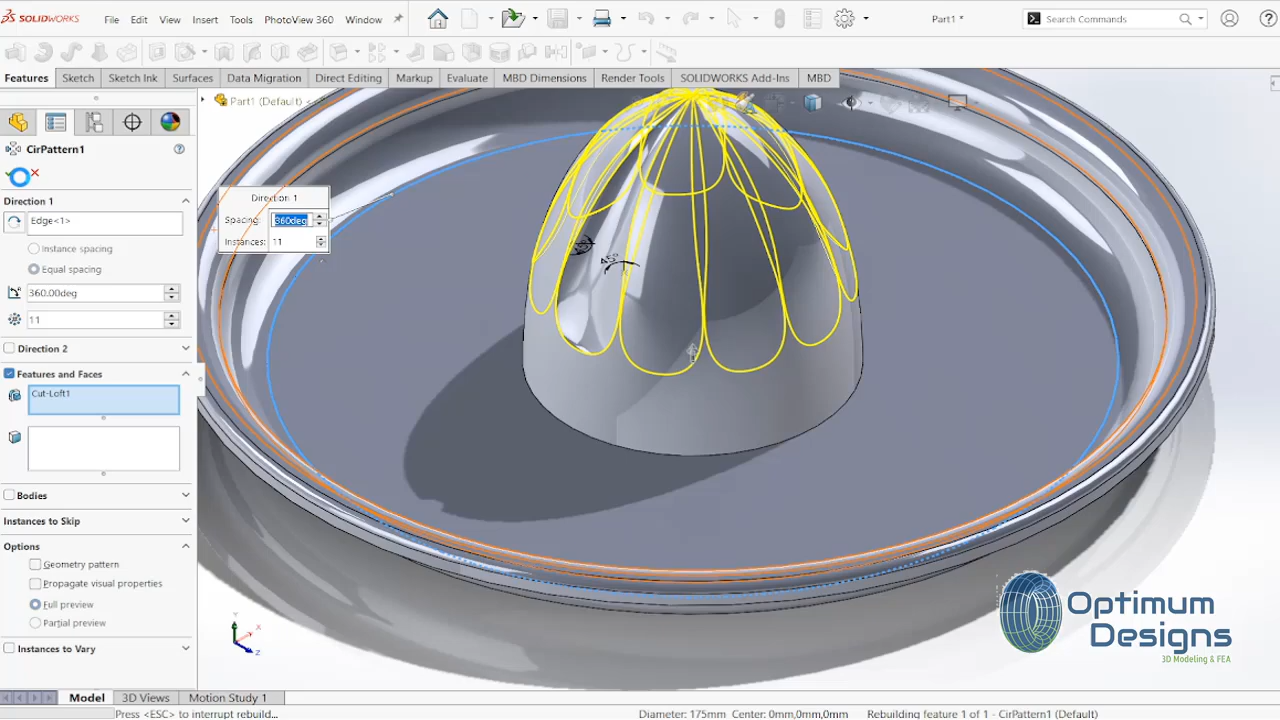 SOLIDWORKS File Edit View Insert Tools PhotoView 360 Window Part1 * Search Commands ?
Features Sketch Sketch Ink Surfaces Data Migration Direct Editing Markup Evaluate MBD Dimensions Render Tools SOLIDWORKS Add-Ins MBD
Part1 (Default) <
CirPattern1 ?
Direction 1
Edge<1>
Instance spacing
Equal spacing
360.00deg
11
Direction 2
Features and Faces
Cut-Loft1
Bodies
Instances to Skip
Options
Geometry pattern
Propagate visual properties
Full preview
Partial preview
Instances to Vary
Direction 1
Spacing: 360deg
Instances: 11
45°
Y
X
Z
Optimum
Designs
3D Modeling & FEA
Model 3D Views Motion Study 1
Press <ESC> to interrupt rebuild... Diameter: 175mm Center: 0mm,0mm,0mm Rebuilding feature 1 of 1 - CirPattern1 (Default)